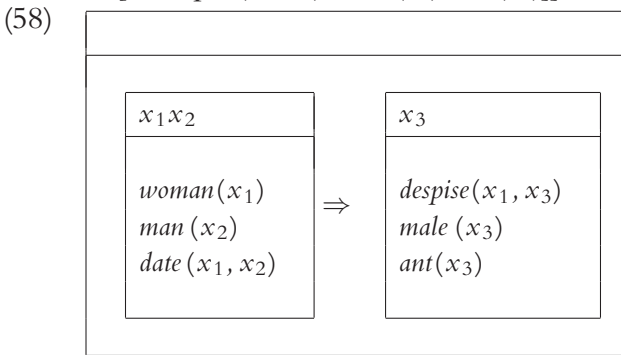 (58)
x₁x₂
woman(x₁)
man (x₂)
date (x₁, x₂)
⇒
x₃
despise(x₁, x₃)
male (x₃)
ant(x₃)